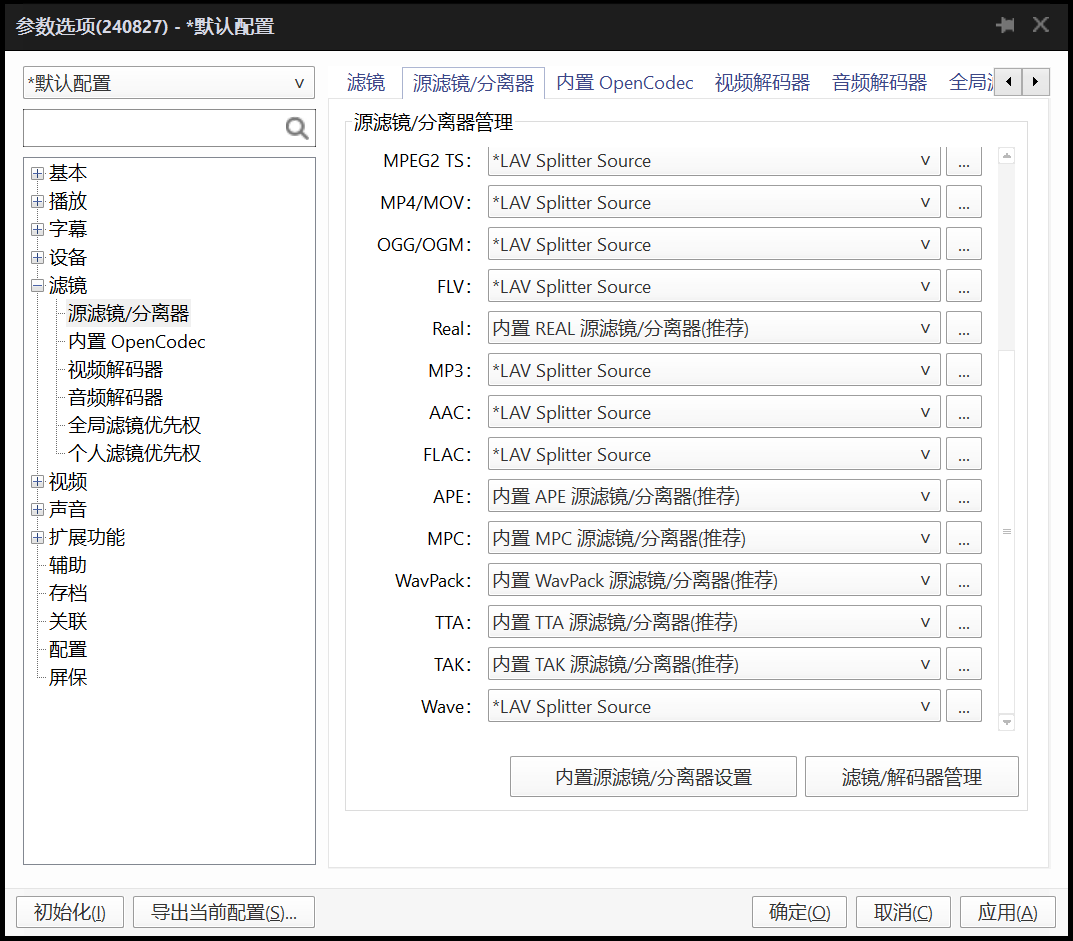 参数选项(240827) - *默认配置
*默认配置
滤镜
源滤镜/分离器
内置 OpenCodec
视频解码器
音频解码器
全局
基本
播放
字幕
设备
滤镜
源滤镜/分离器
内置 OpenCodec
视频解码器
音频解码器
全局滤镜优先权
个人滤镜优先权
视频
声音
扩展功能
辅助
存档
关联
配置
屏保
源滤镜/分离器管理
MPEG2 TS: *LAV Splitter Source ...
MP4/MOV: *LAV Splitter Source ...
OGG/OGM: *LAV Splitter Source ...
FLV: *LAV Splitter Source ...
Real: 内置 REAL 源滤镜/分离器(推荐) ...
MP3: *LAV Splitter Source ...
AAC: *LAV Splitter Source ...
FLAC: *LAV Splitter Source ...
APE: 内置 APE 源滤镜/分离器(推荐) ...
MPC: 内置 MPC 源滤镜/分离器(推荐) ...
WavPack: 内置 WavPack 源滤镜/分离器(推荐) ...
TTA: 内置 TTA 源滤镜/分离器(推荐) ...
TAK: 内置 TAK 源滤镜/分离器(推荐) ...
Wave: *LAV Splitter Source ...
内置源滤镜/分离器设置
滤镜/解码器管理
初始化(I)
导出当前配置(S)...
确定(O)
取消(C)
应用(A)